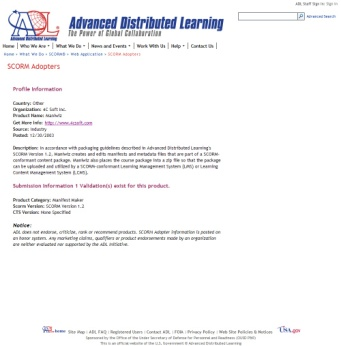 ADL Staff Sign In Sign In
ADL
Advanced Distributed Learning
Advanced Distributed Learning
The Power of Global Collaboration
Advanced Search
Home | Who We Are | What We Do | News and Events | Work With Us | Help | Contact Us |
Home > What We Do > SCORM® > Web Application > SCORM Adopters
SCORM Adopters
Profile Information
Country: Other
Organization: 4C Soft Inc.
Product Name: Maniwiz
Get More Info: http://www.4csoft.com
Source: Industry
Posted: 12/30/2003
Description: In accordance with packaging guidelines described in Advanced Distributed Learning's
SCORM Version 1.2, Maniwiz creates and edits manifests and metadata files that are part of a SCORM-
conformant content package. Maniwiz also places the course package into a zip file so that the package
can be uploaded and utilized by a SCORM-conformant Learning Management System (LMS) or Learning
Content Management System (LCMS).
Submission Information 1 Validation(s) exist for this product.
Product Category: Manifest Maker
Scorm Version: SCORM Version 1.2
CTS Version: None Specified
Notice:
ADL does not endorse, criticize, rank or recommend products. SCORM Adopter information is posted on
an honor system. Any marketing claims, qualifiers or product endorsements made by an organization
are neither evaluated nor supported by the ADL Initiative.
Site Map | ADL FAQ | Registered Users | Contact ADL | FOIA | Privacy Policy | Web Site Policies & Notices
USA.gov
Sponsored by the Office of the Under Secretary of Defense for Personnel and Readiness (OUSD P&R)
This is an official website of the U.S. Government © Advanced Distributed Learning